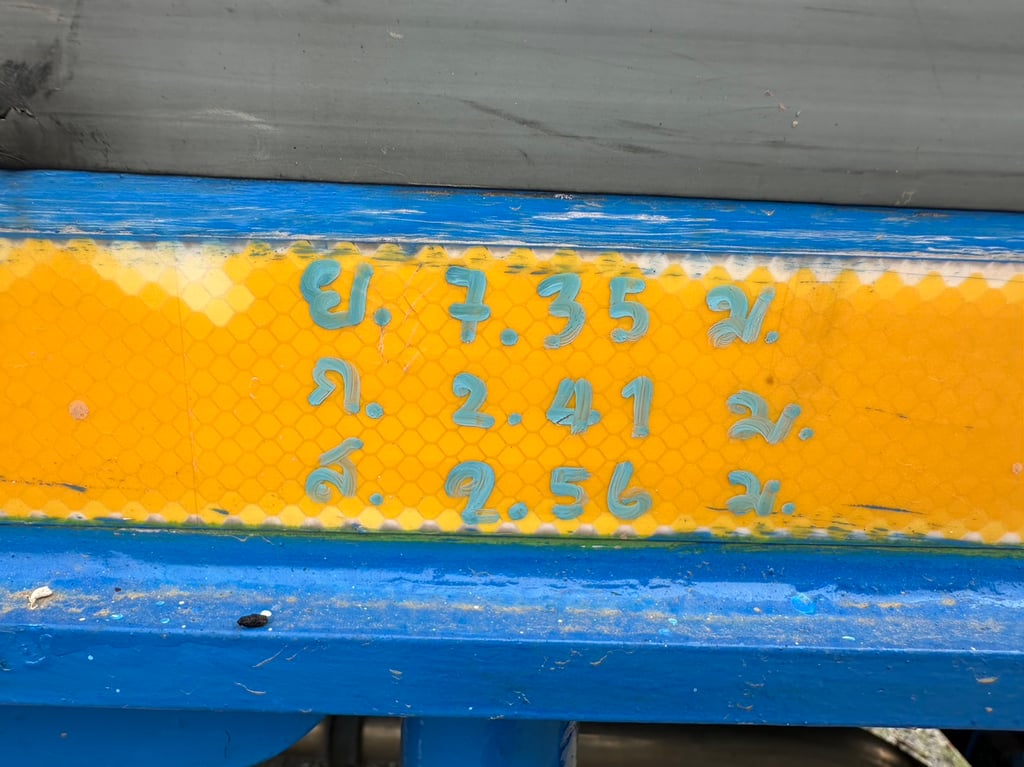 ย. 7.35 ม.
ก. 2.41 ม.
ส. 2.56 ม.